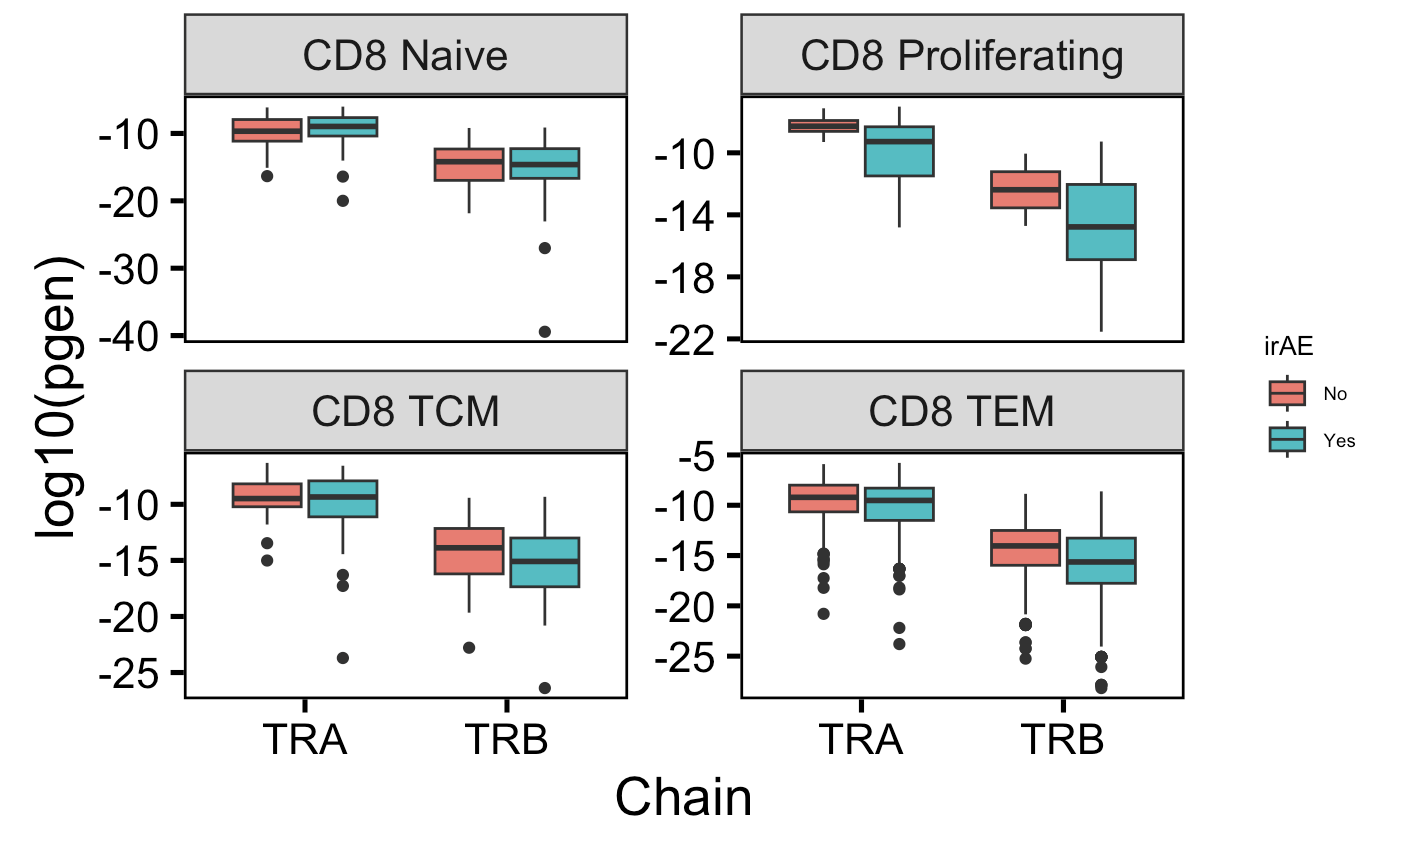 CD8 Naive
CD8 Proliferating
-10
-20
-30
-40
-10
-14
-18
-22
CD8 TCM
CD8 TEM
-10
-15
-20
-25
-5
-10
-15
-20
-25
TRA
TRB
TRA
TRB
Chain
log10(pgen)
irAE
No
Yes